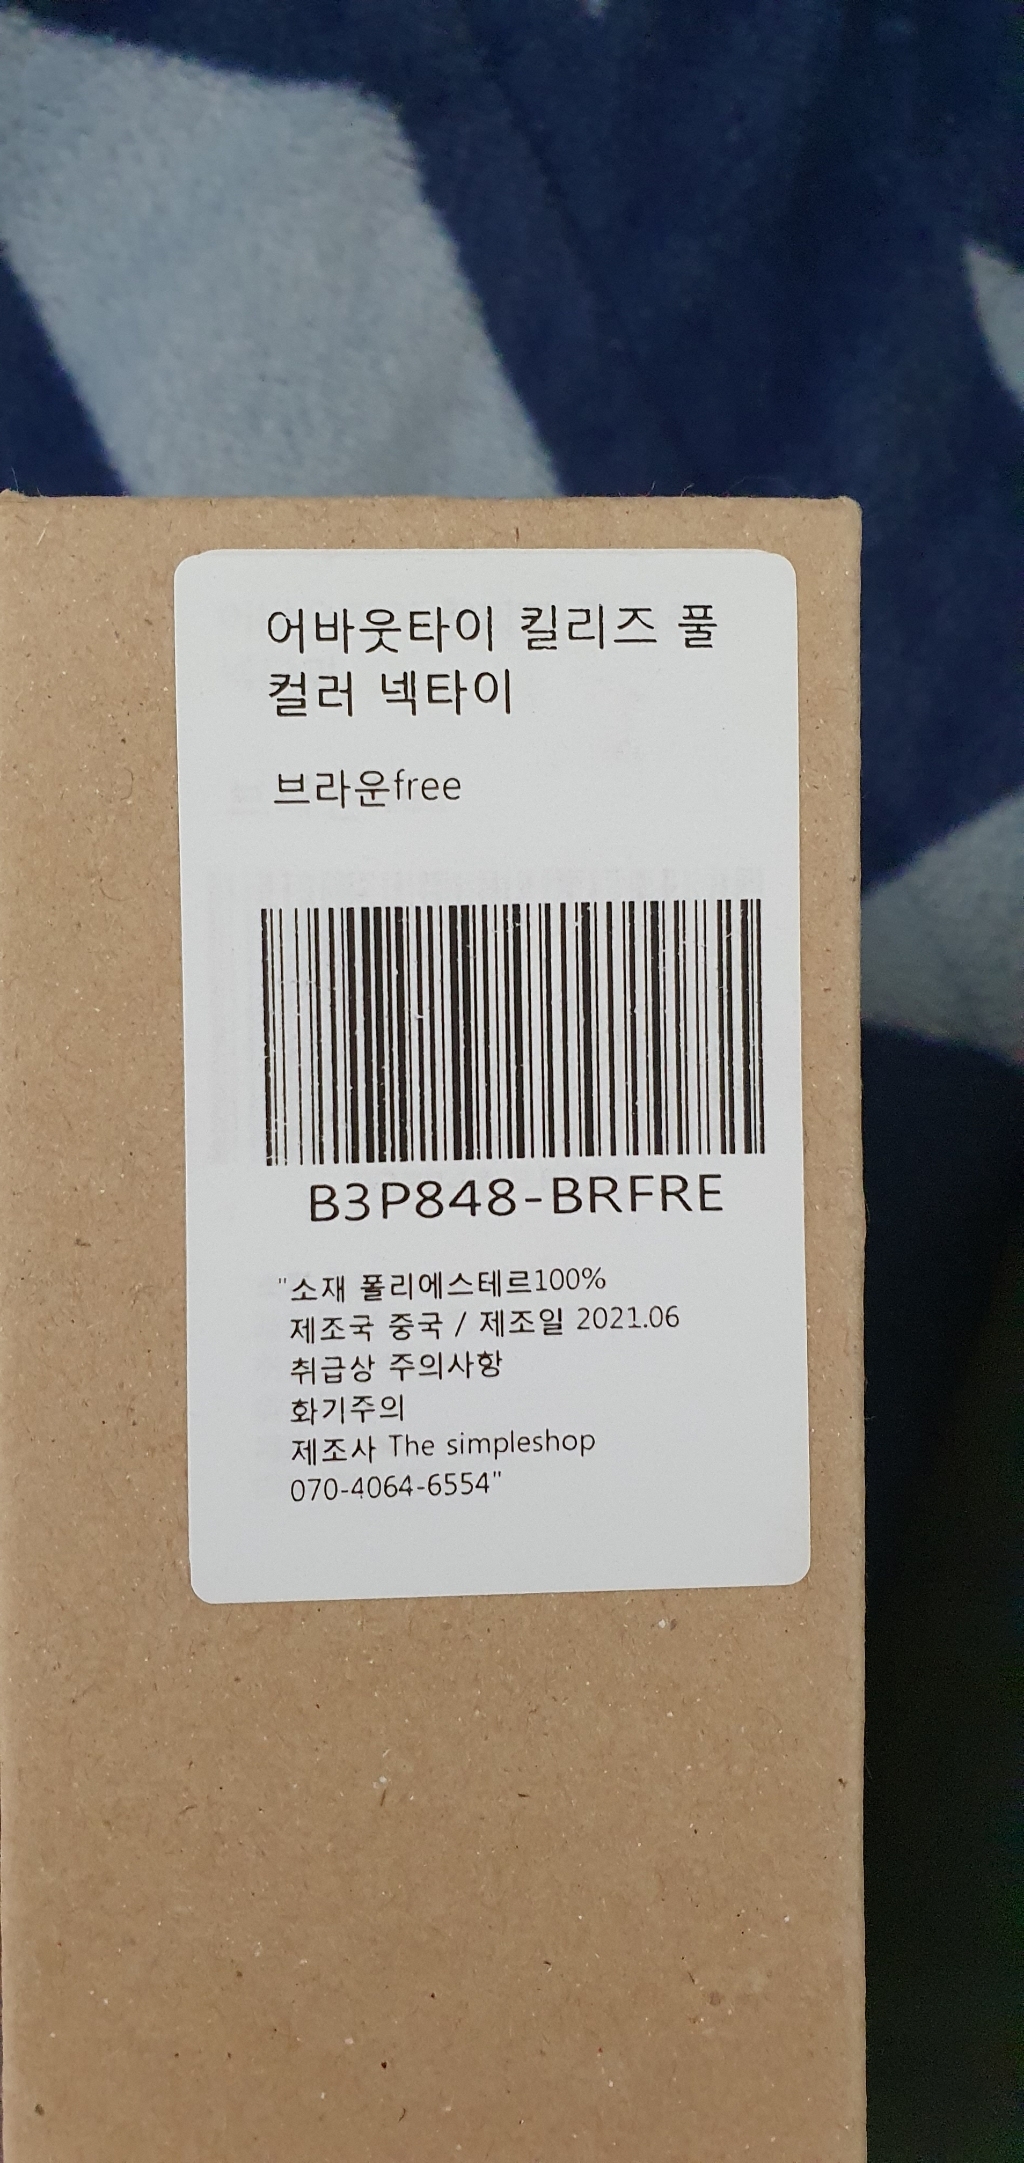 어바웃타이 킬리즈 풀
컬러 넥타이
브라운free
B3P848-BRFRE
"소재 폴리에스테르100%
제조국 중국 / 제조일 2021.06
취급상 주의사항
화기주의
제조사 The simpleshop
070-4064-6554"